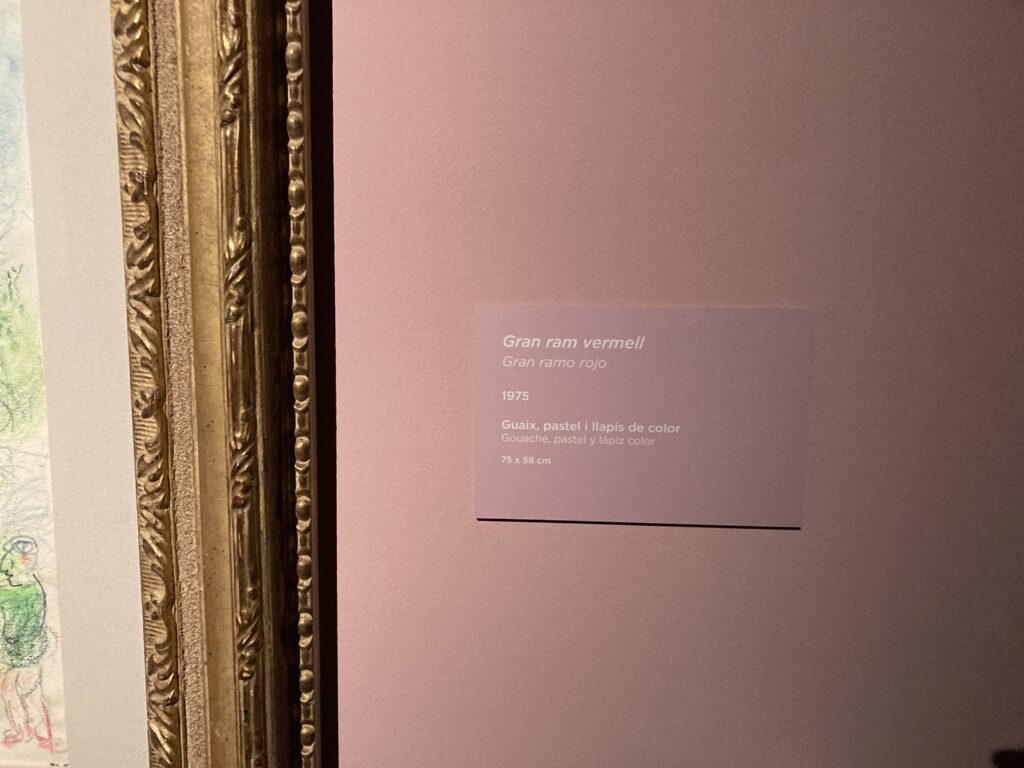 Gran ram vermell
Gran ramo rojo
1975
Guaix, pastel i llapis de color
Gouache, pastel y lápiz color
75 x 58 cm